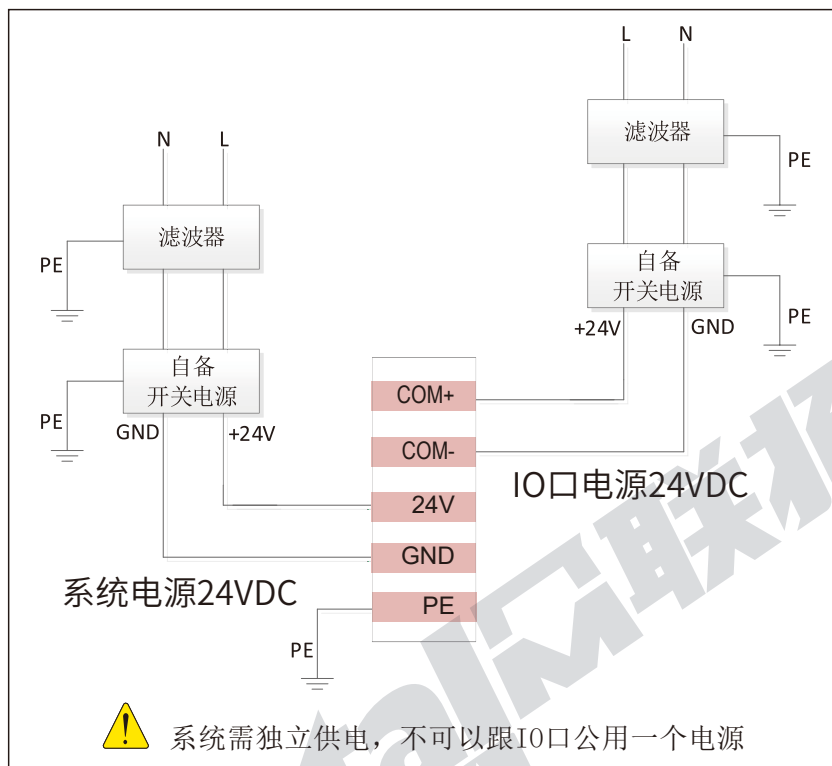 L N
滤波器
PE
自备
开关电源
+24V GND
PE
N L
滤波器
PE
自备
开关电源
PE
GND +24V
COM+
COM-
24V
GND
PE
IO口电源24VDC
系统电源24VDC
PE
系统需独立供电，不可以跟IO口公用一个电源
联拓